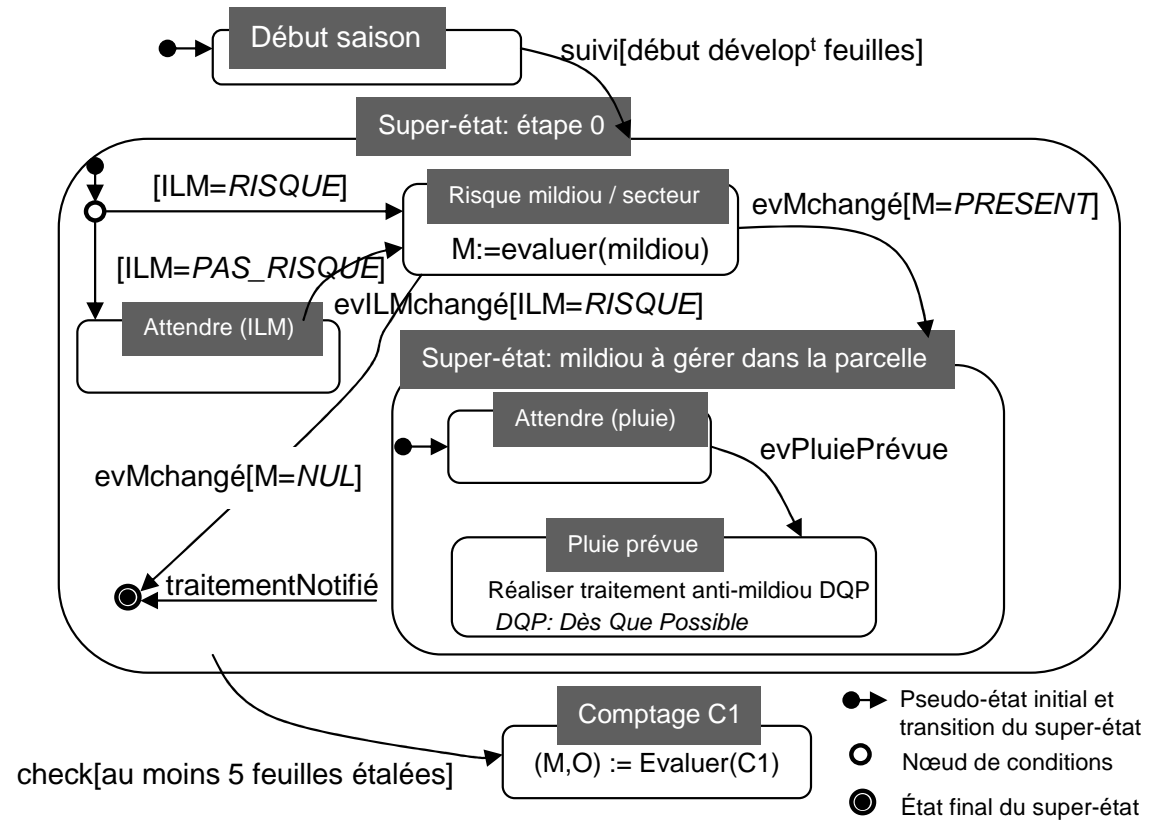 Début saison
suivi[début dévelopᵗ feuilles]
Super-état: étape 0
[ILM=RISQUE]
Risque mildiou / secteur
M:=evaluer(mildiou)
evMchangé[M=PRESENT]
[ILM=PAS_RISQUE]
evILMchangé[ILM=RISQUE]
Attendre (ILM)
Super-état: mildiou à gérer dans la parcelle
Attendre (pluie)
evPluiePrévue
evMchangé[M=NUL]
Pluie prévue
Réaliser traitement anti-mildiou DQP
DQP: Dès Que Possible
traitementNotifié
Comptage C1
(M,O) := Evaluer(C1)
check[au moins 5 feuilles étalées]
Pseudo-état initial et
transition du super-état
Nœud de conditions
État final du super-état